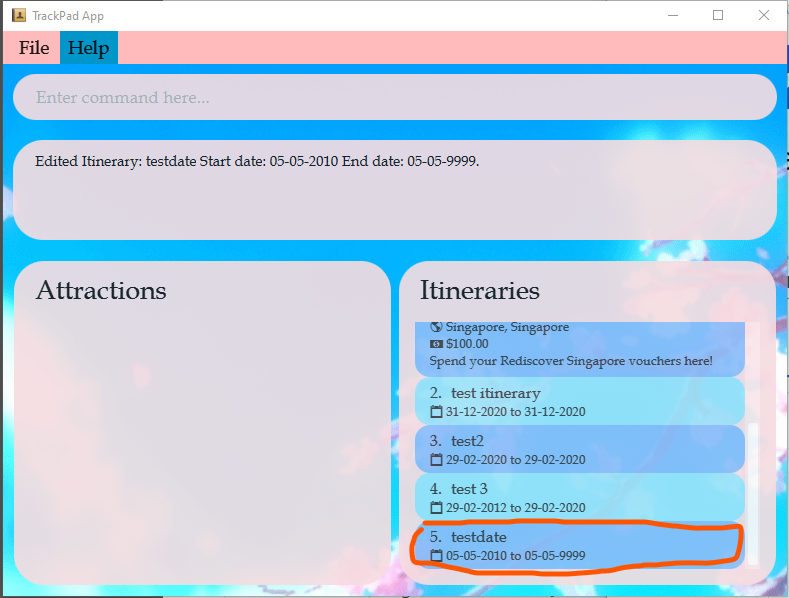 TrackPad App
File Help
Enter command here...
Edited Itinerary: testdate Start date: 05-05-2010 End date: 05-05-9999.
Attractions
Itineraries
Singapore, Singapore
$100.00
Spend your Rediscover Singapore vouchers here!
2. test itinerary
31-12-2020 to 31-12-2020
3. test2
29-02-2020 to 29-02-2020
4. test 3
29-02-2012 to 29-02-2020
5. testdate
05-05-2010 to 05-05-9999